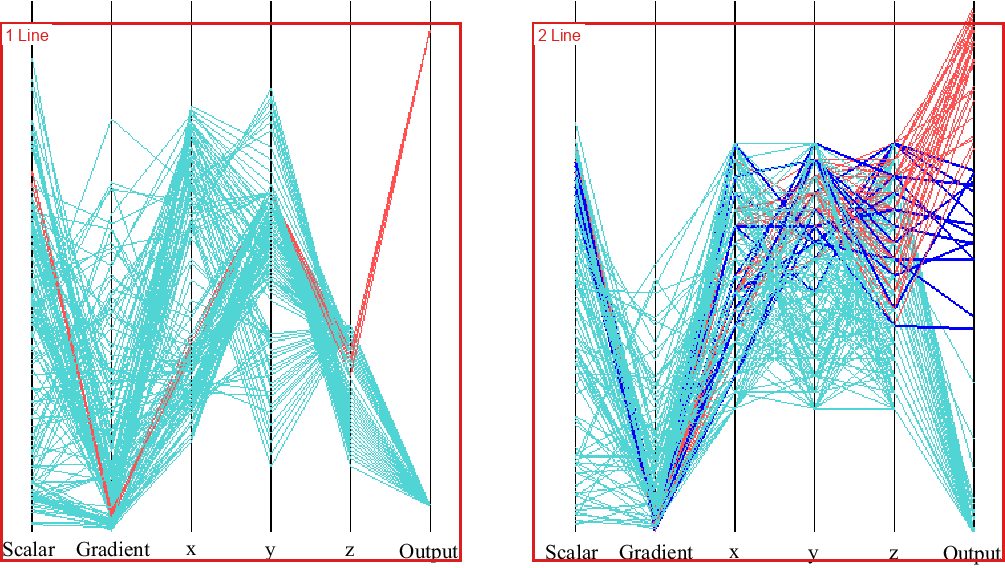 1 Line
2 Line
Scalar Gradient x y z Output
Scalar Gradient x y z Output